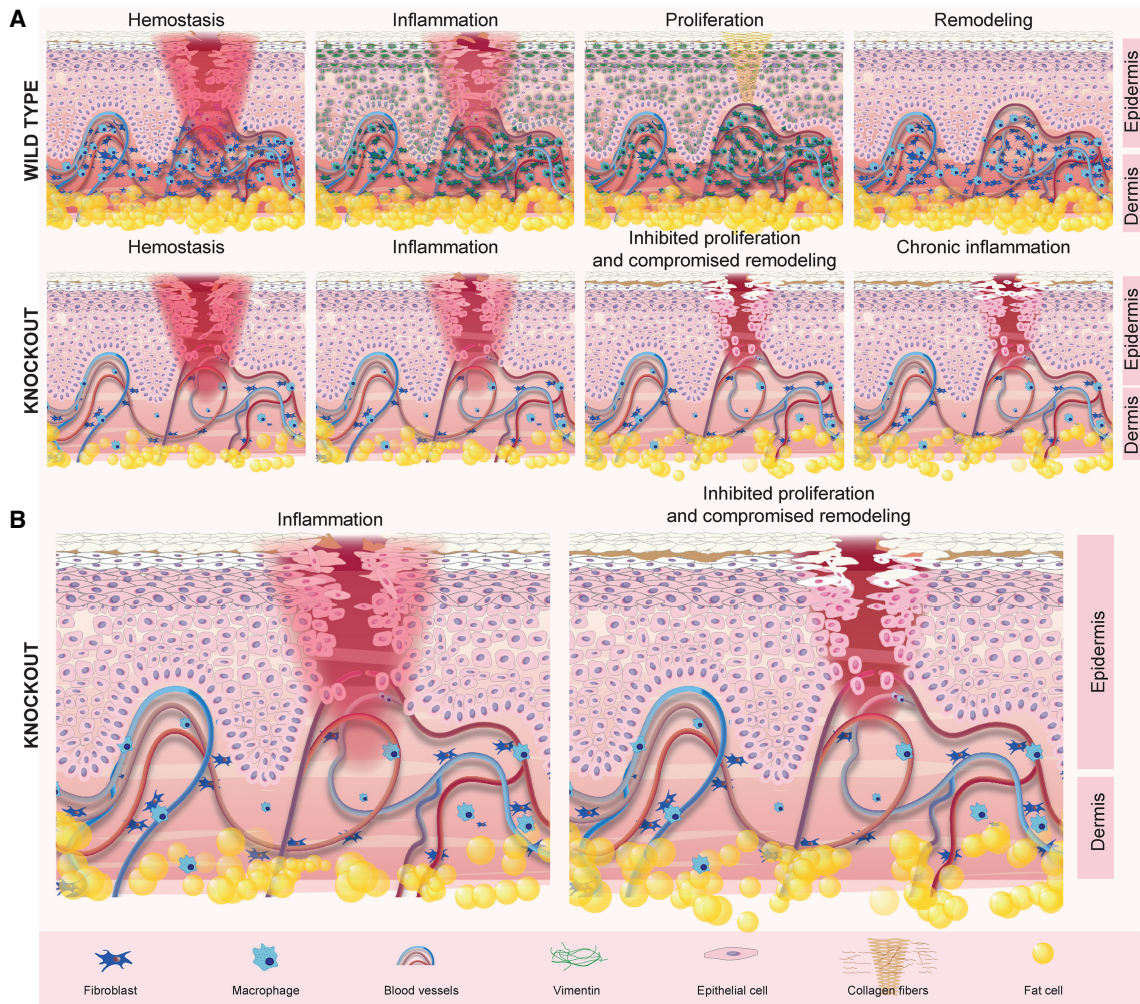 A
Hemostasis
Inflammation
Proliferation
Remodeling
WILD TYPE
Epidermis
Dermis
Hemostasis
Inflammation
Inhibited proliferation
and compromised remodeling
Chronic inflammation
KNOCKOUT
Epidermis
Dermis
B
Inflammation
Inhibited proliferation
and compromised remodeling
KNOCKOUT
Epidermis
Dermis
Fibroblast
Macrophage
Blood vessels
Vimentin
Epithelial cell
Collagen fibers
Fat cell